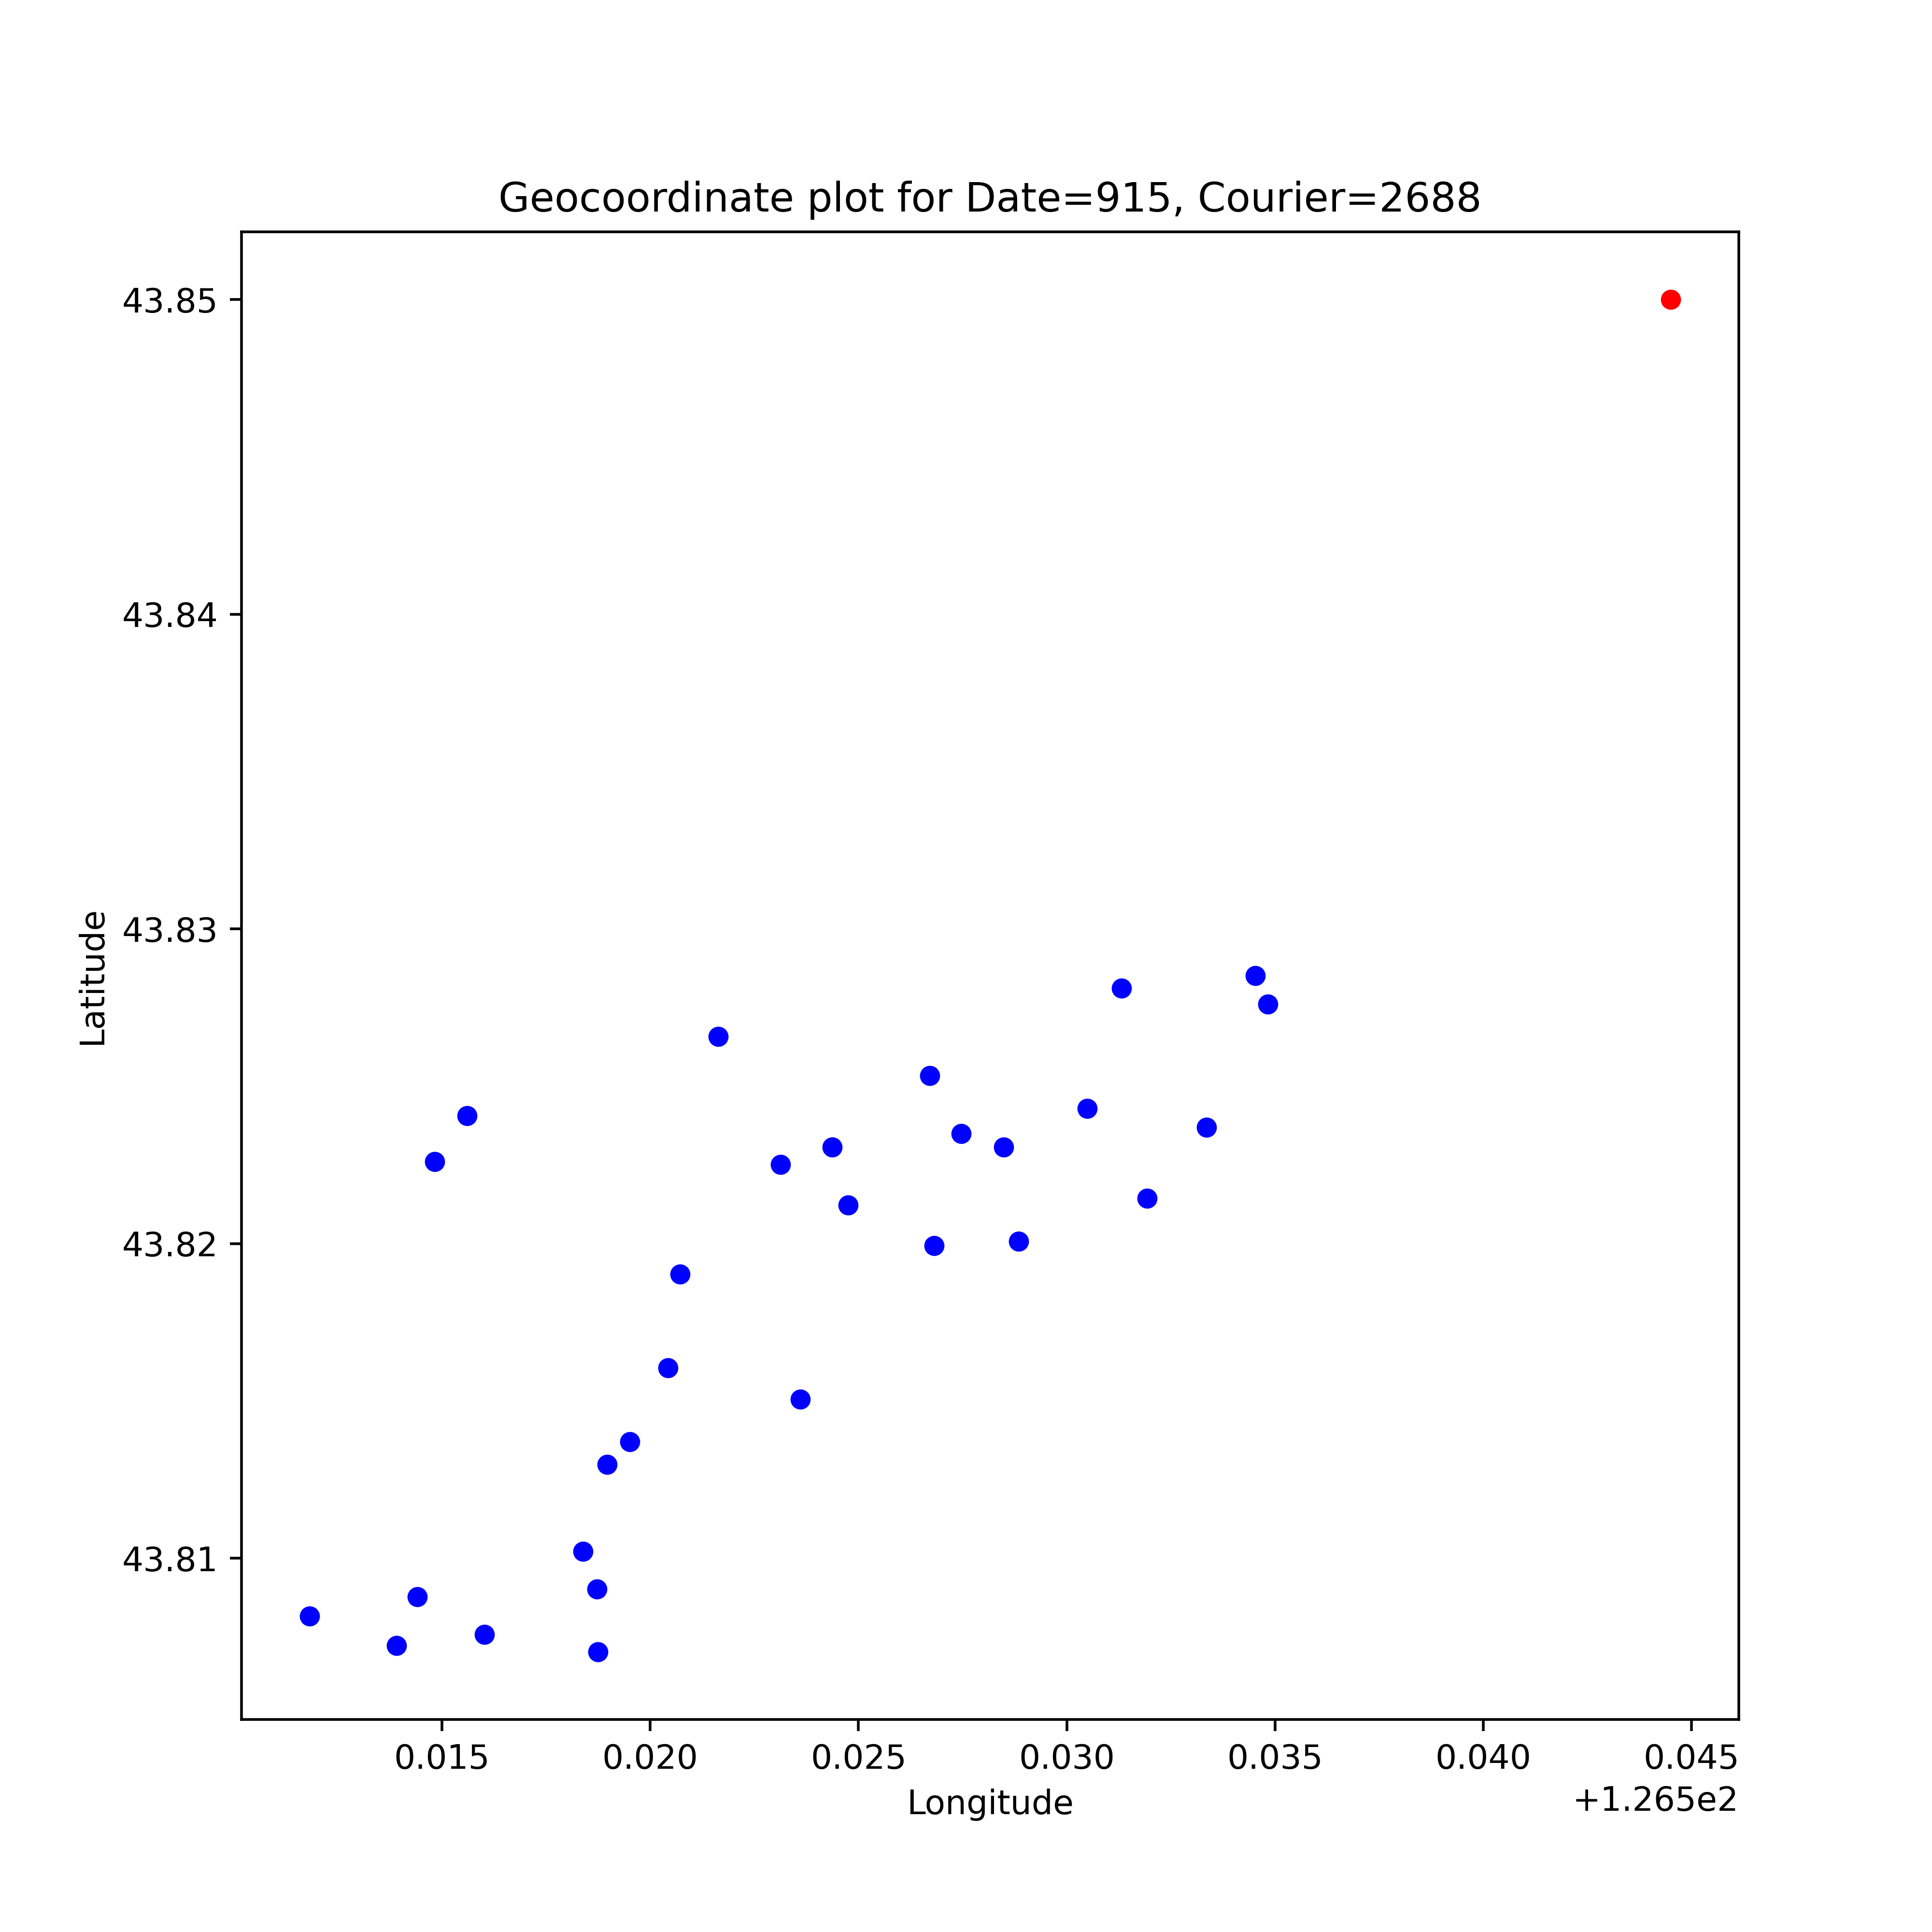 Geocoordinate plot for Date=915, Courier=2688
43.85
43.84
43.83
43.82
43.81
Latitude
0.015 0.020 0.025 0.030 0.035 0.040 0.045
Longitude
+1.265e2